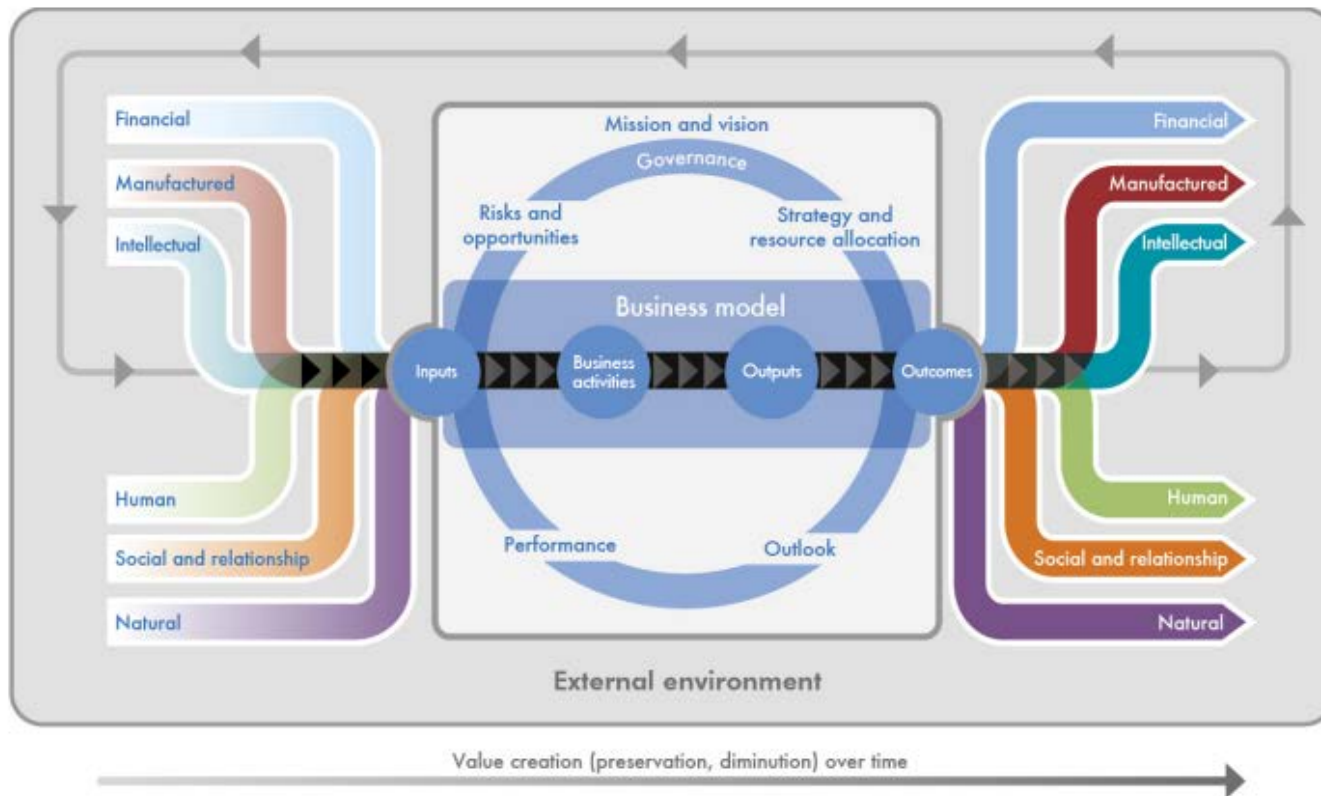 Financial
Manufactured
Intellectual
Human
Social and relationship
Natural
Mission and vision
Governance
Risks and
opportunities
Strategy and
resource allocation
Business model
Inputs
Business
activities
Outputs
Outcomes
Performance
Outlook
Financial
Manufactured
Intellectual
Human
Social and relationship
Natural
External environment
Value creation (preservation, diminution) over time